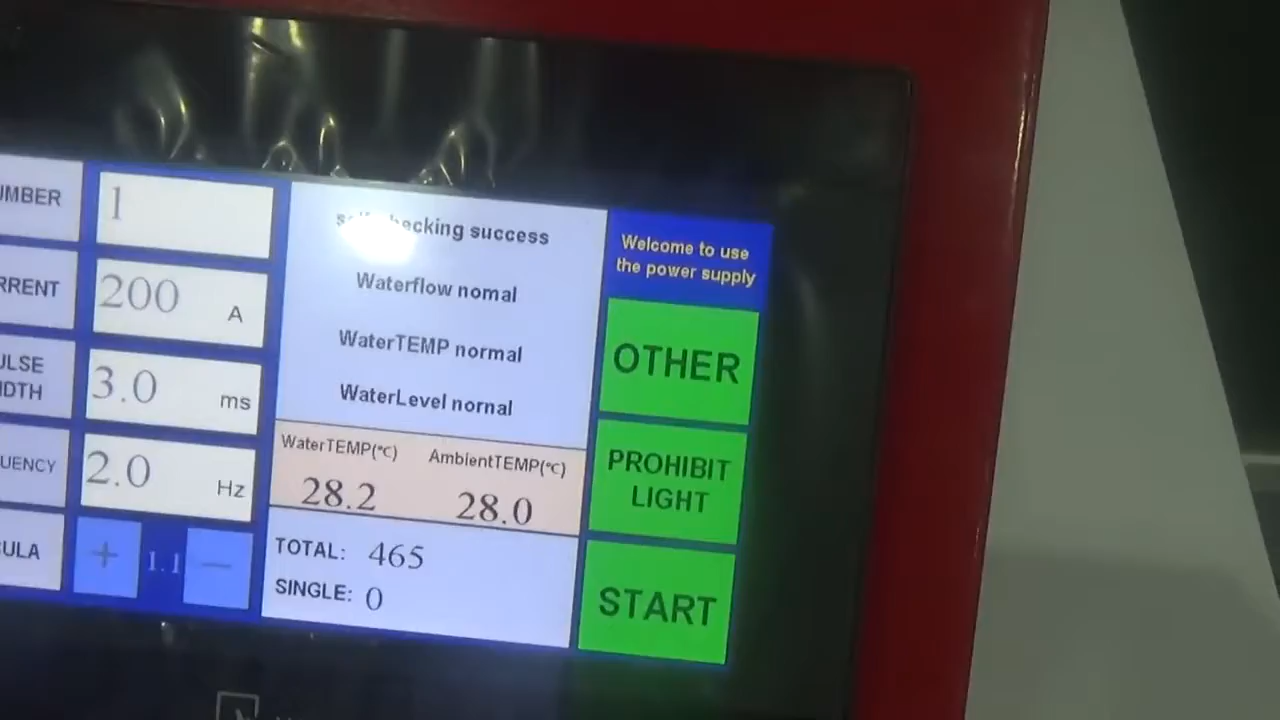 UMBER
1
RRENT
200 A
ULSE
IDTH
3.0 ms
UENCY
2.0 Hz
SULA
+ 1.1 −
checking success
Waterflow nomal
WaterTEMP normal
WaterLevel nornal
WaterTEMP(℃) AmbientTEMP(℃)
28.2 28.0
TOTAL: 465
SINGLE: 0
Welcome to use
the power supply
OTHER
PROHIBIT
LIGHT
START